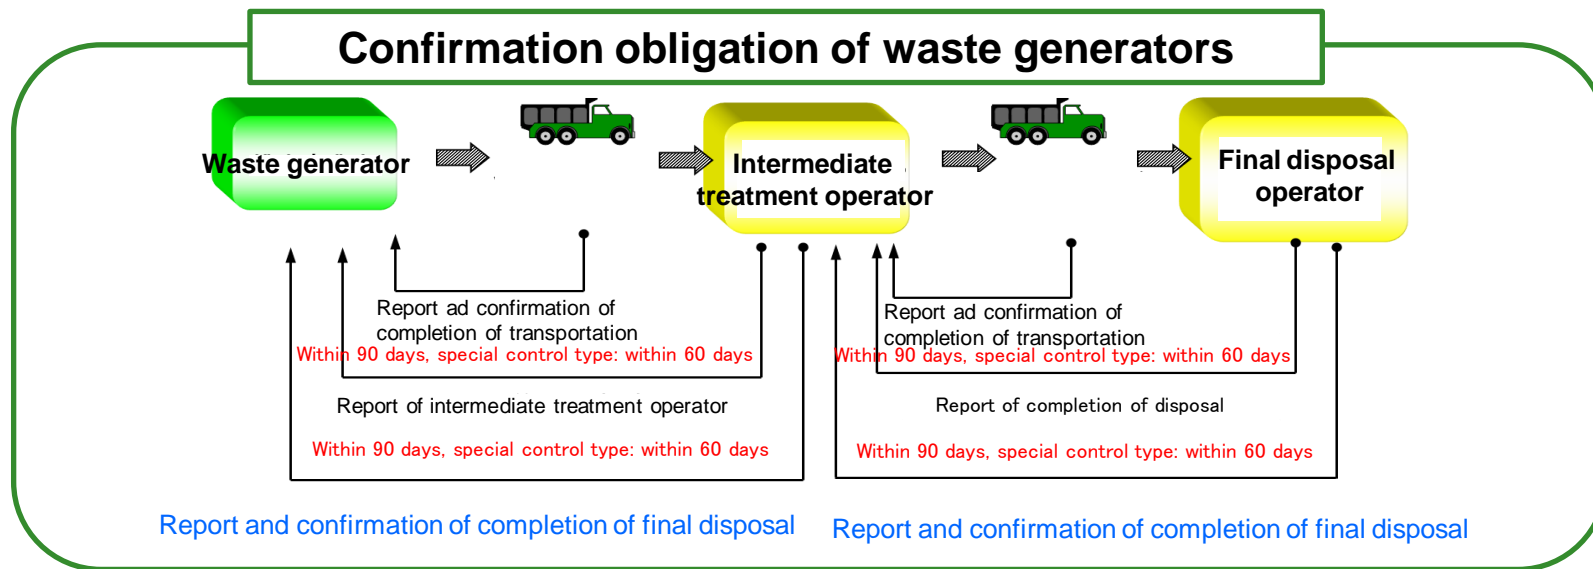 Confirmation obligation of waste generators
Waste generator
Intermediate
treatment operator
Final disposal
operator
Report ad confirmation of
completion of transportation
Within 90 days, special control type: within 60 days
Report ad confirmation of
completion of transportation
Within 90 days, special control type: within 60 days
Report of intermediate treatment operator
Report of completion of disposal
Within 90 days, special control type: within 60 days
Within 90 days, special control type: within 60 days
Report and confirmation of completion of final disposal
Report and confirmation of completion of final disposal